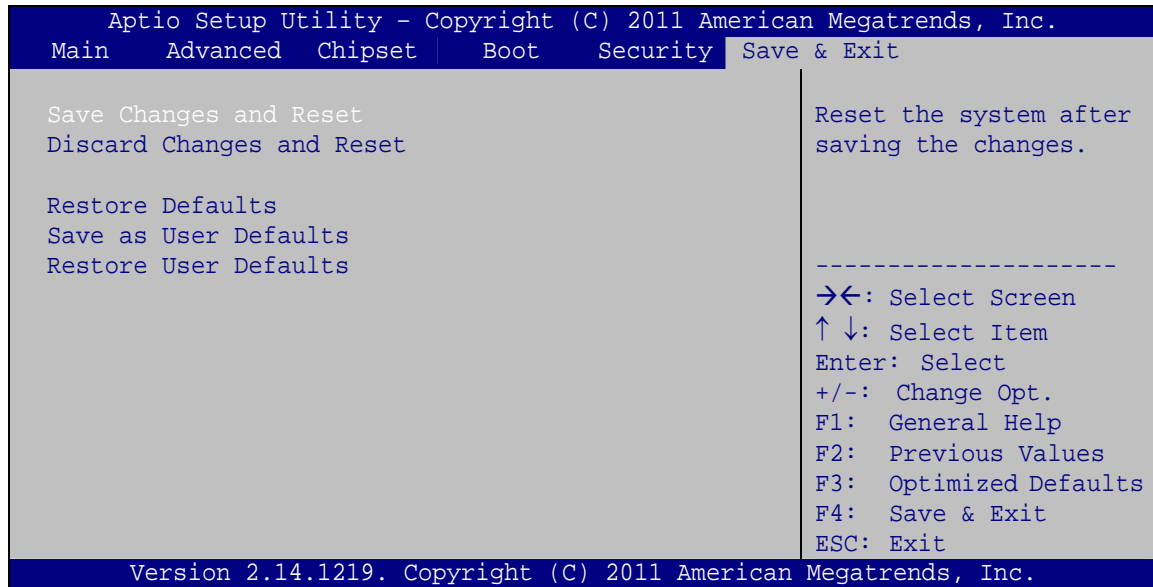 Aptio Setup Utility – Copyright (C) 2011 American Megatrends, Inc.
Main Advanced Chipset Boot Security Save & Exit
Save Changes and Reset
Discard Changes and Reset
Restore Defaults
Save as User Defaults
Restore User Defaults
Reset the system after
saving the changes.
---------------------
→←: Select Screen
↑ ↓: Select Item
Enter: Select
+/-: Change Opt.
F1: General Help
F2: Previous Values
F3: Optimized Defaults
F4: Save & Exit
ESC: Exit
Version 2.14.1219. Copyright (C) 2011 American Megatrends, Inc.